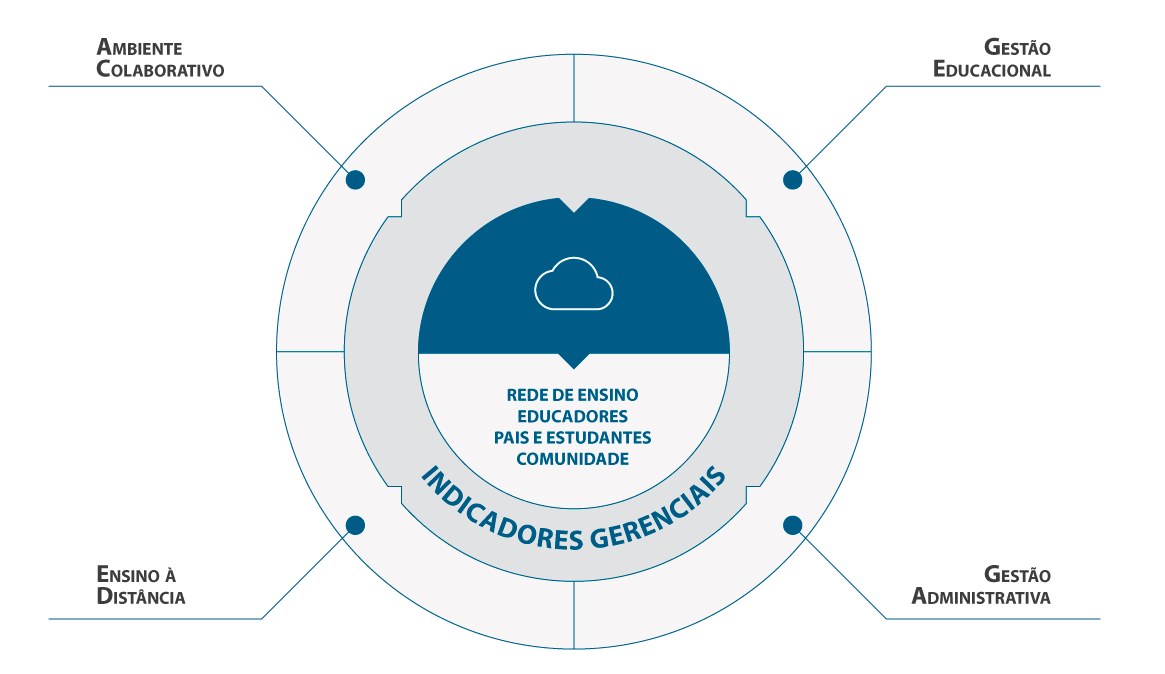 Ambiente
Colaborativo
Gestão
Educacional
REDE DE ENSINO
EDUCADORES
PAIS E ESTUDANTES
COMUNIDADE
INDICADORES GERENCIAIS
Ensino à
Distância
Gestão
Administrativa